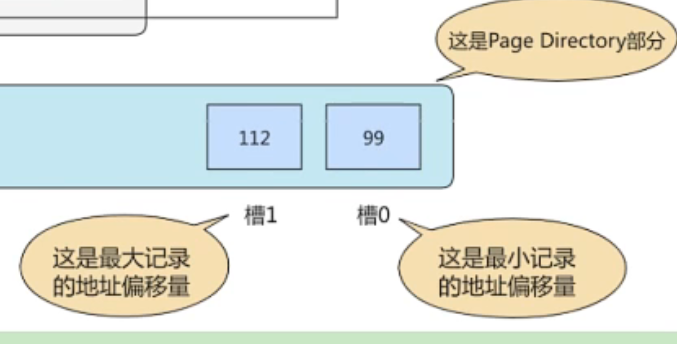 这是Page Directory部分
112
99
槽1
槽0
这是最大记录
的地址偏移量
这是最小记录
的地址偏移量